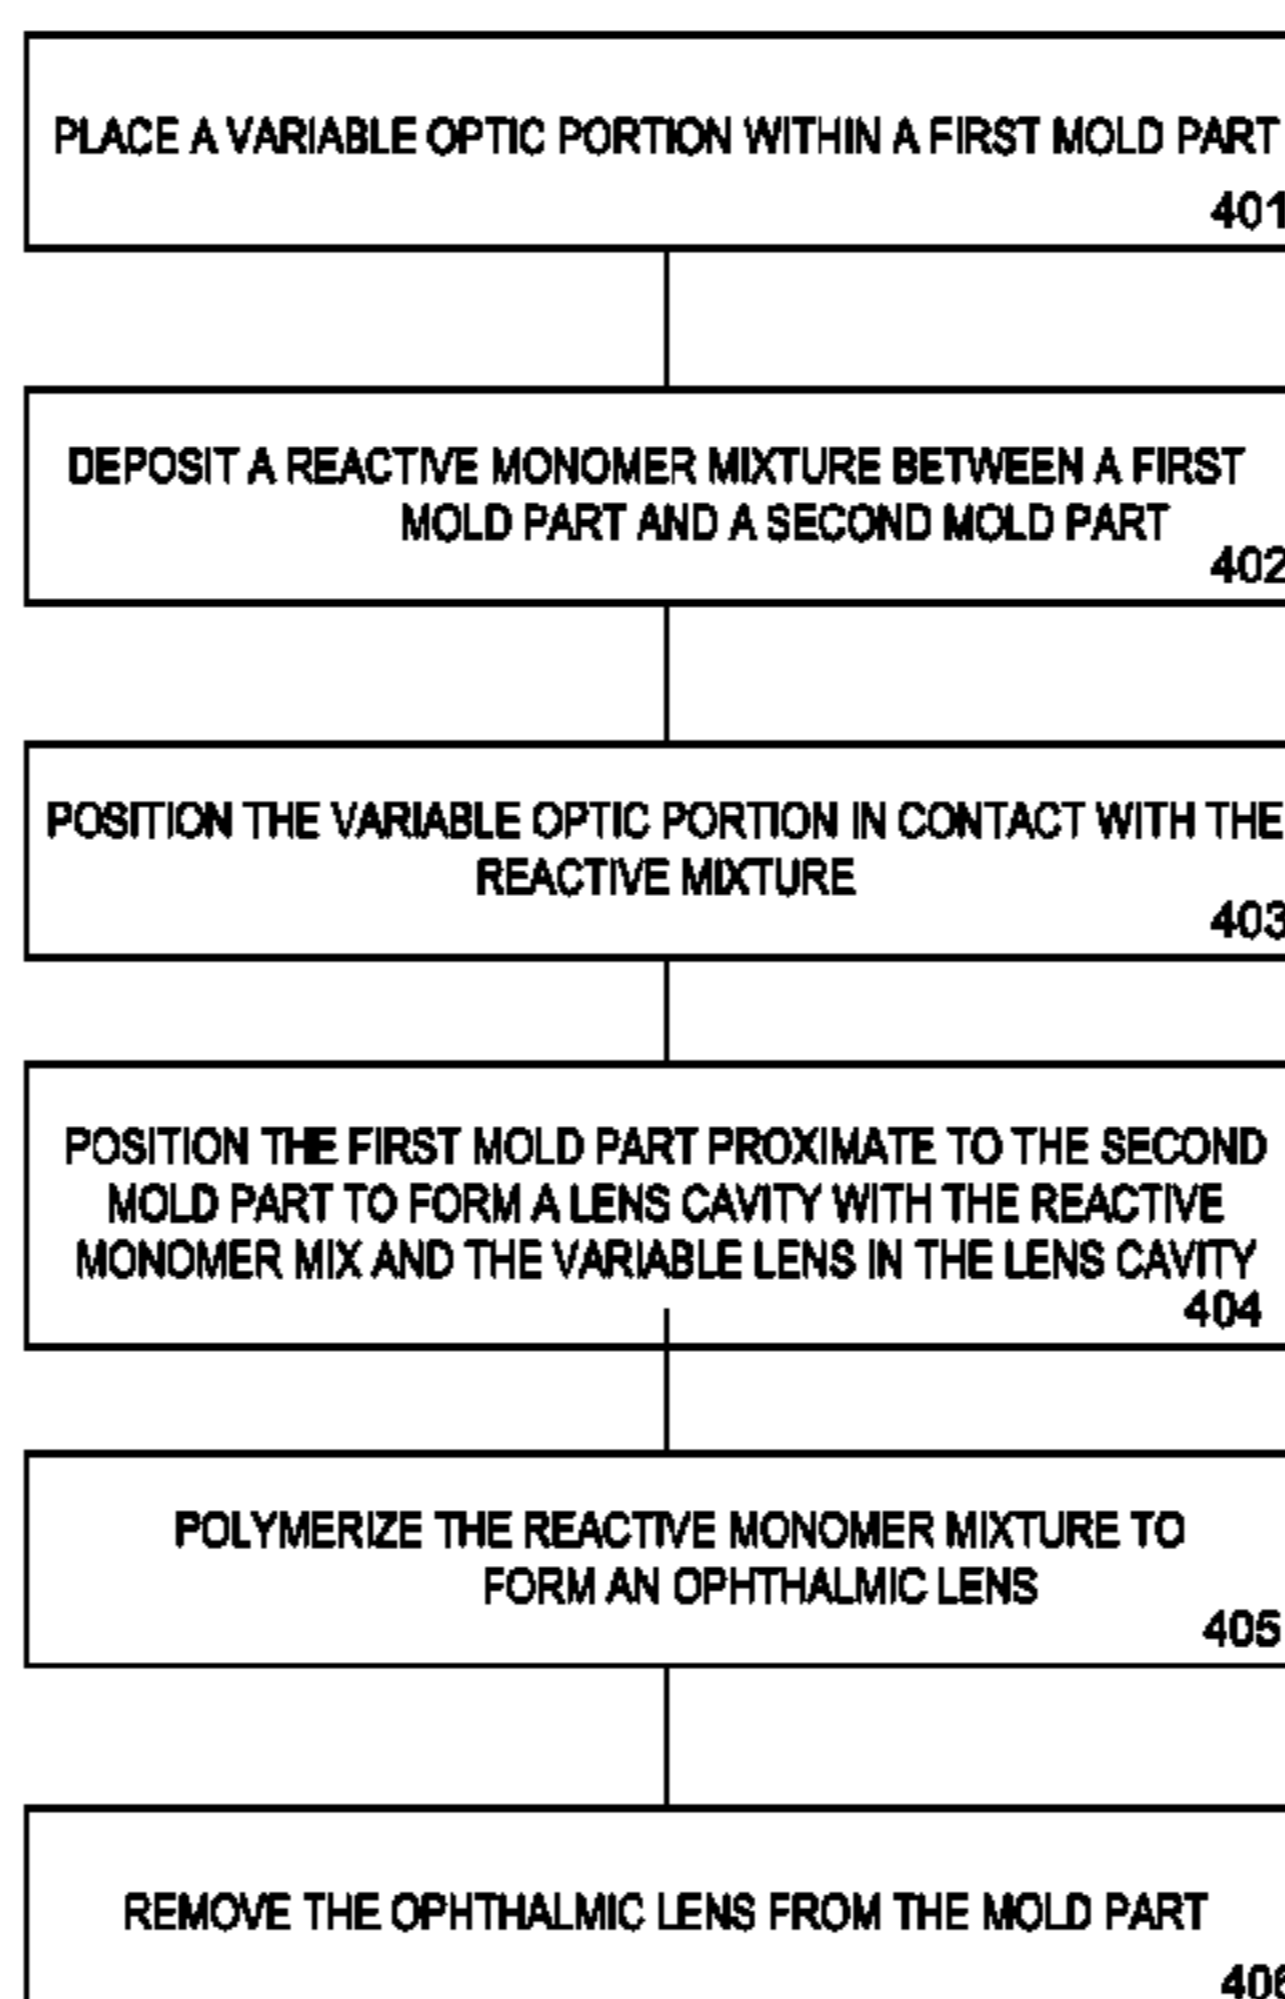 PLACE A VARIABLE OPTIC PORTION WITHIN A FIRST MOLD PART
401
DEPOSIT A REACTIVE MONOMER MIXTURE BETWEEN A FIRST
MOLD PART AND A SECOND MOLD PART
402
POSITION THE VARIABLE OPTIC PORTION IN CONTACT WITH THE
REACTIVE MIXTURE
403
POSITION THE FIRST MOLD PART PROXIMATE TO THE SECOND
MOLD PART TO FORM A LENS CAVITY WITH THE REACTIVE
MONOMER MIX AND THE VARIABLE LENS IN THE LENS CAVITY
404
POLYMERIZE THE REACTIVE MONOMER MIXTURE TO
FORM AN OPHTHALMIC LENS
405
REMOVE THE OPHTHALMIC LENS FROM THE MOLD PART
406